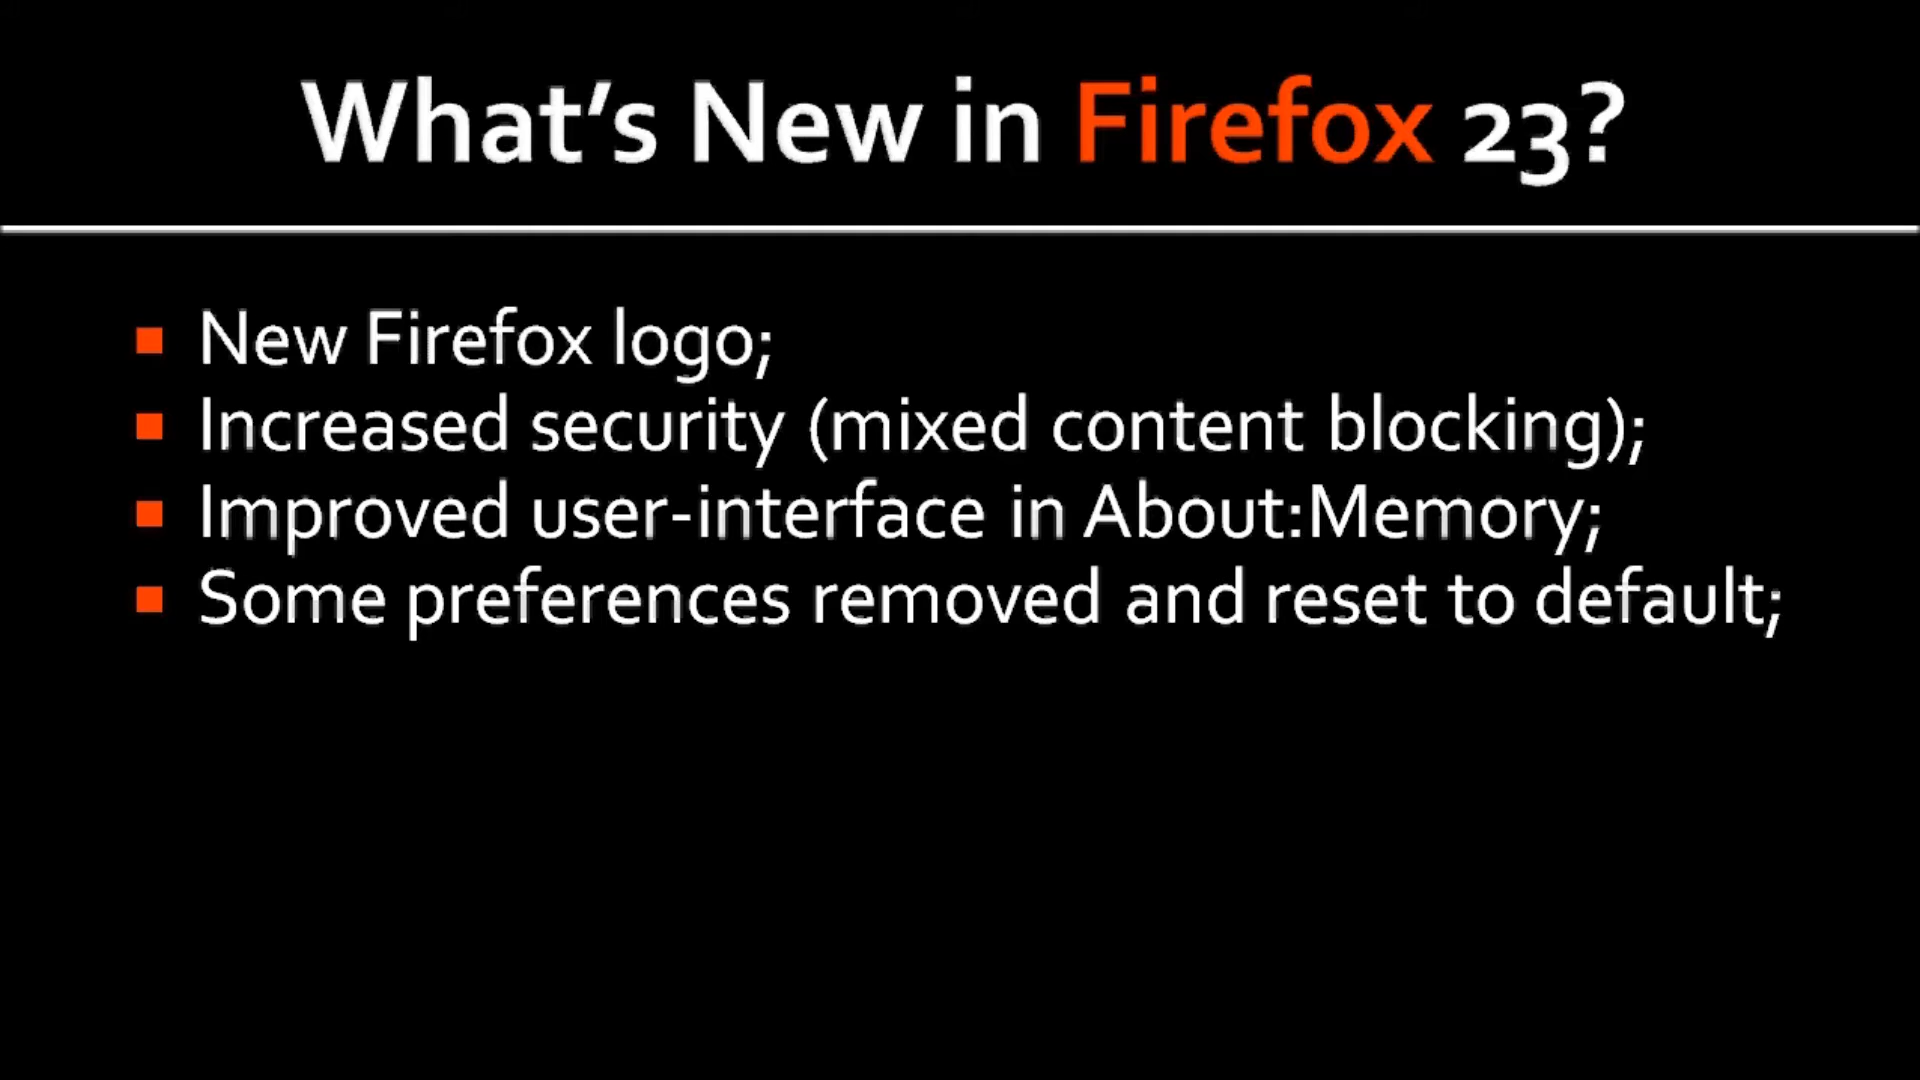 What’s New in Firefox 23?
New Firefox logo;
Increased security (mixed content blocking);
Improved user-interface in About:Memory;
Some preferences removed and reset to default;